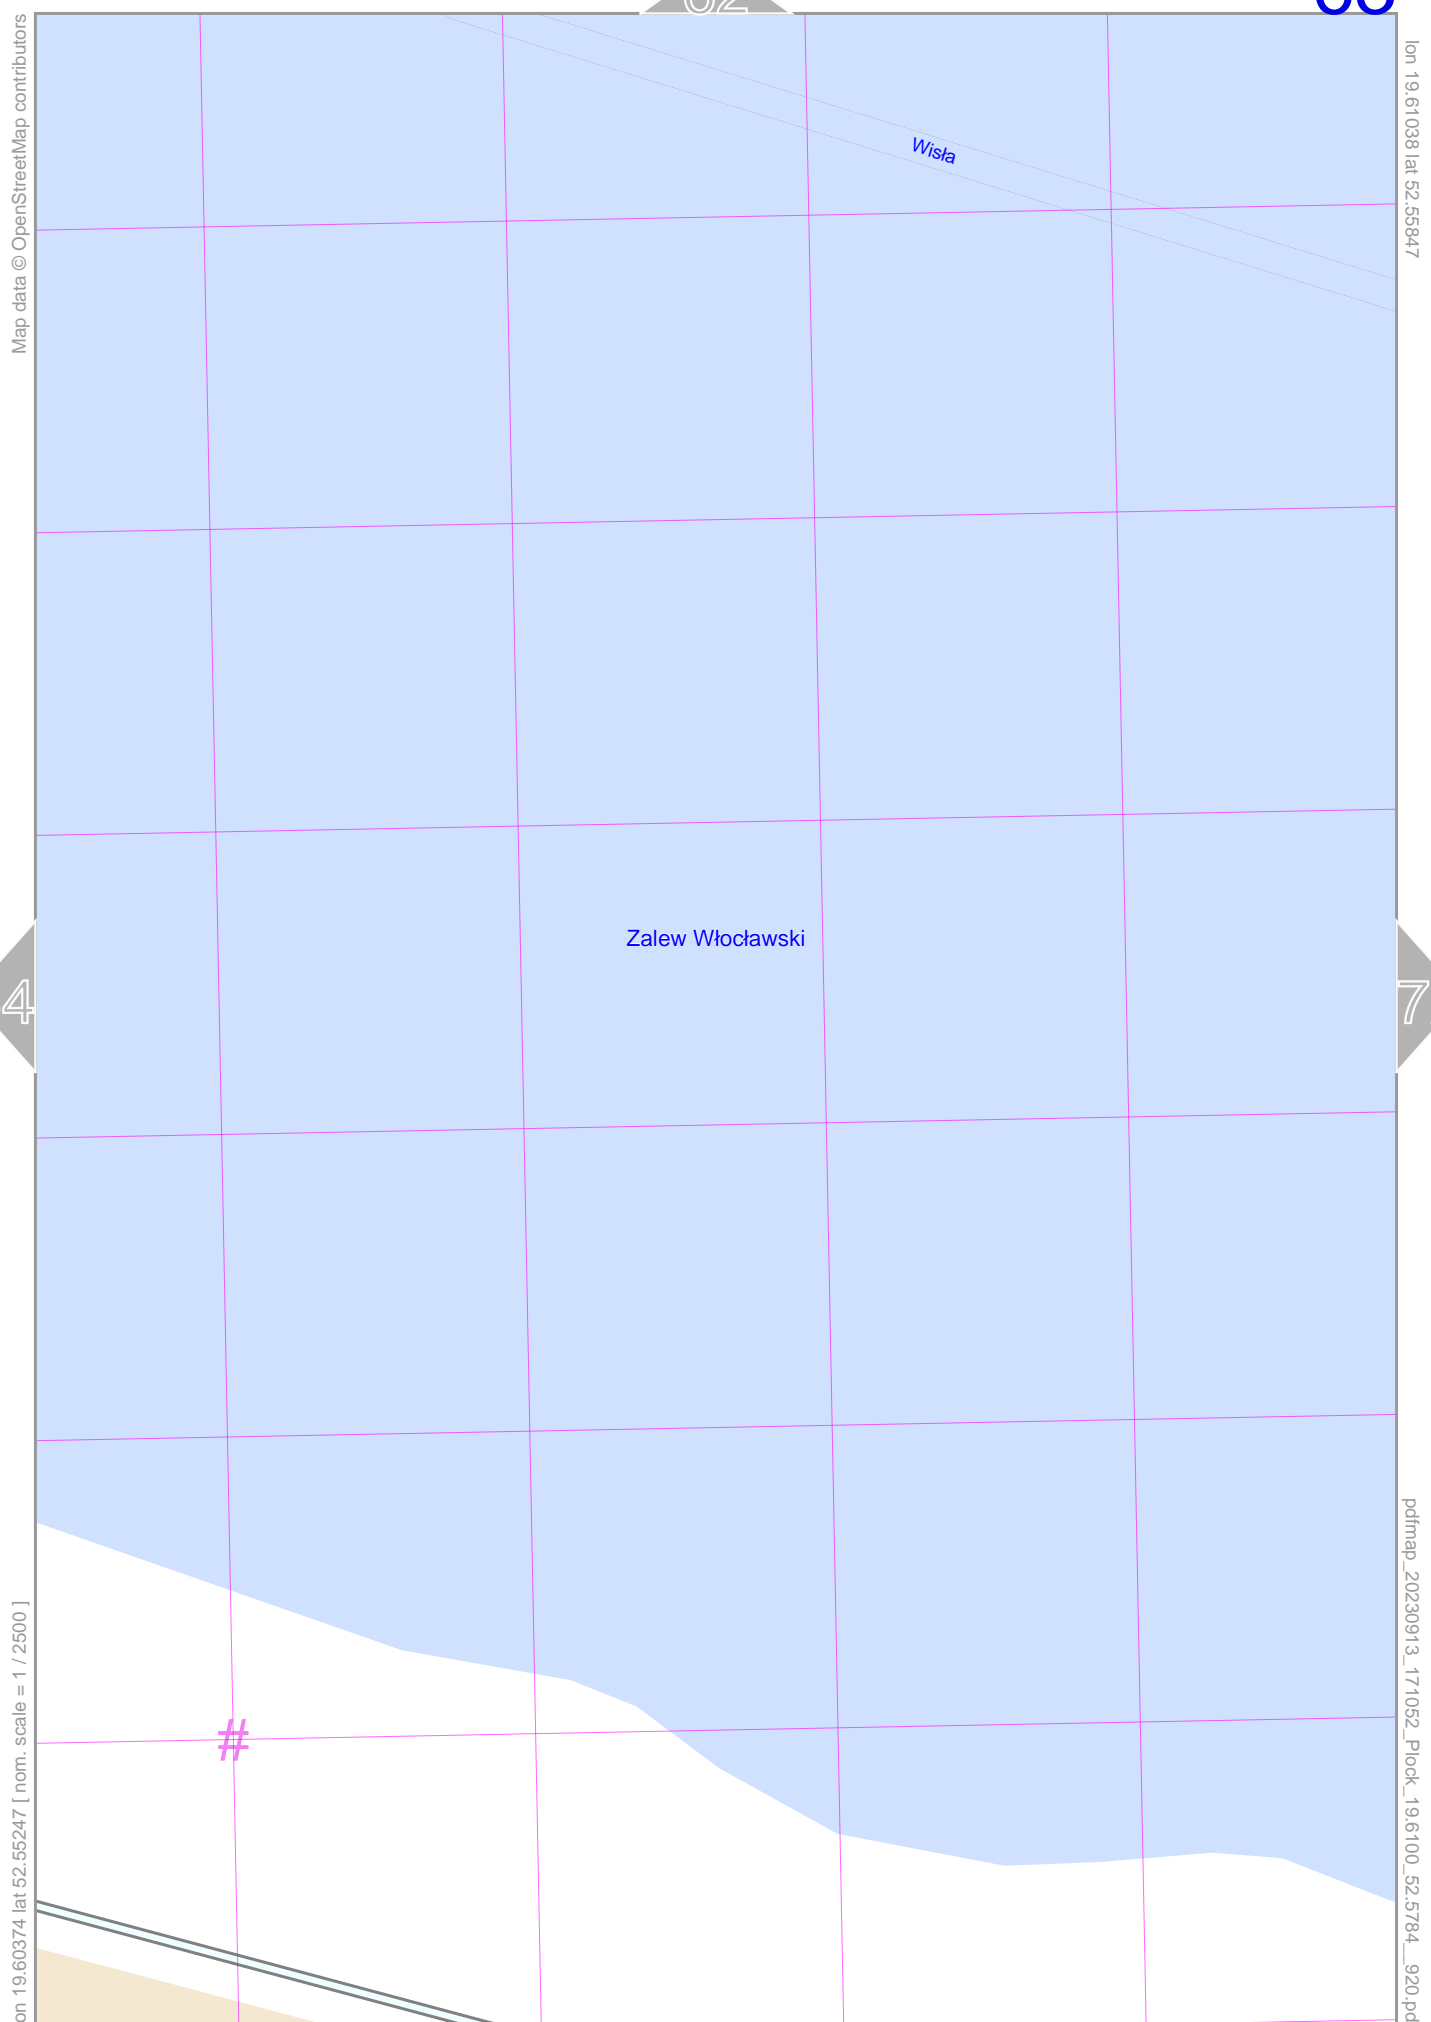 Map data © OpenStreetMap contributors
lon 19.61038 lat 52.55847
Wisła
Zalew Włocławski
4
7
#
on 19.60374 lat 52.55247 [ nom. scale = 1 / 2500 ]
pdfmap_20230913_171052_Plock_19.6100_52.5784__920.pd